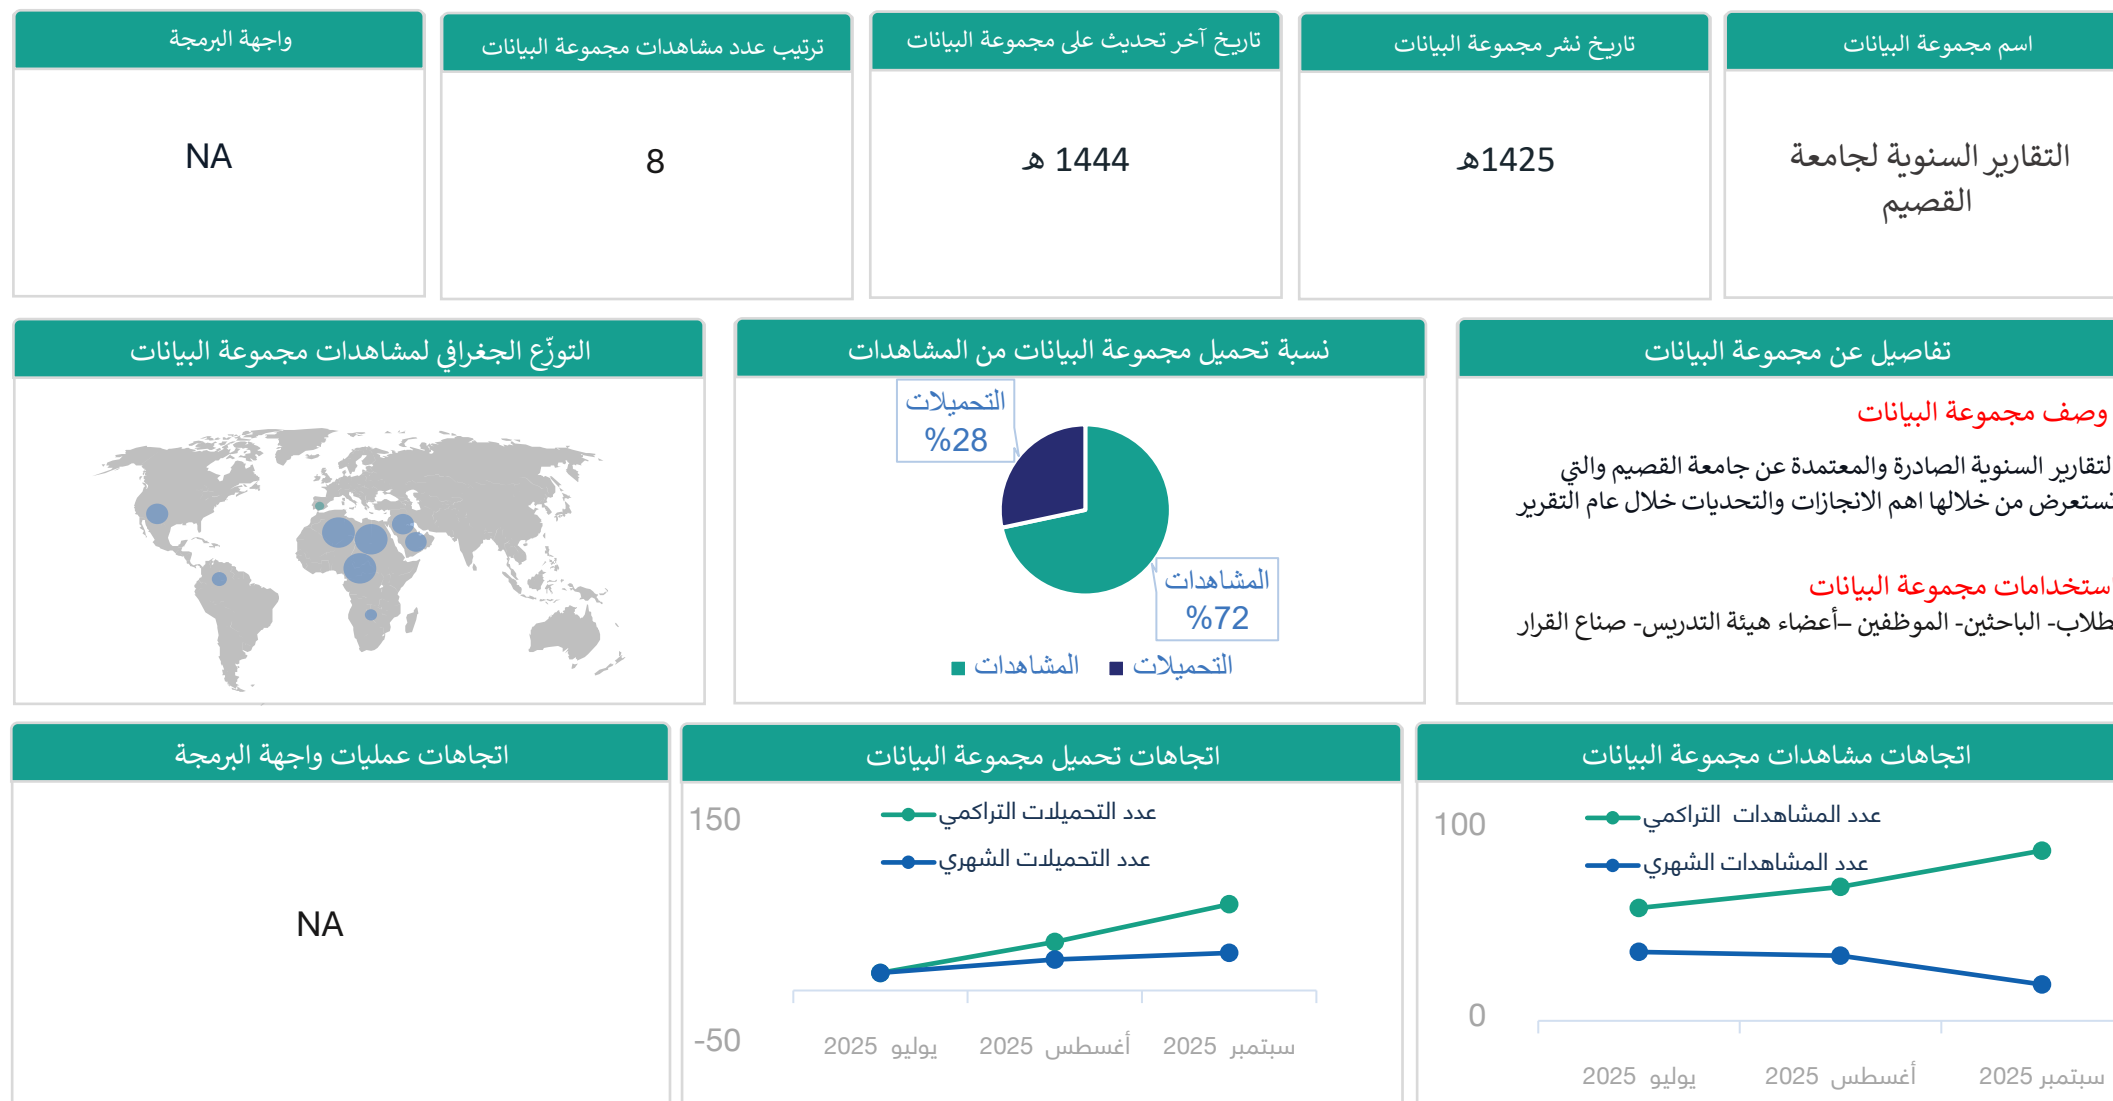 اسم مجموعة البيانات
التقارير السنوية لجامعة
القصيم
تاريخ نشر مجموعة البيانات
1425هـ
تاريخ آخر تحديث على مجموعة البيانات
1444 هـ
ترتيب عدد مشاهدات مجموعة البيانات
8
واجهة البرمجة
NA
تفاصيل عن مجموعة البيانات
وصف مجموعة البيانات
لتقارير السنوية الصادرة والمعتمدة عن جامعة القصيم والتي
تستعرض من خلالها اهم الانجازات والتحديات خلال عام التقرير
ستخدامات مجموعة البيانات
طلاب- الباحثين- الموظفين –أعضاء هيئة التدريس- صناع القرار
نسبة تحميل مجموعة البيانات من المشاهدات
التحميلات
%28
المشاهدات
%72
التحميلات
المشاهدات
التوزّع الجغرافي لمشاهدات مجموعة البيانات
اتجاهات مشاهدات مجموعة البيانات
عدد المشاهدات التراكمي
عدد المشاهدات الشهري
100
0
يوليو 2025
أغسطس 2025
سبتمبر 2025
اتجاهات تحميل مجموعة البيانات
عدد التحميلات التراكمي
عدد التحميلات الشهري
150
-50
يوليو 2025
أغسطس 2025
سبتمبر 2025
اتجاهات عمليات واجهة البرمجة
NA